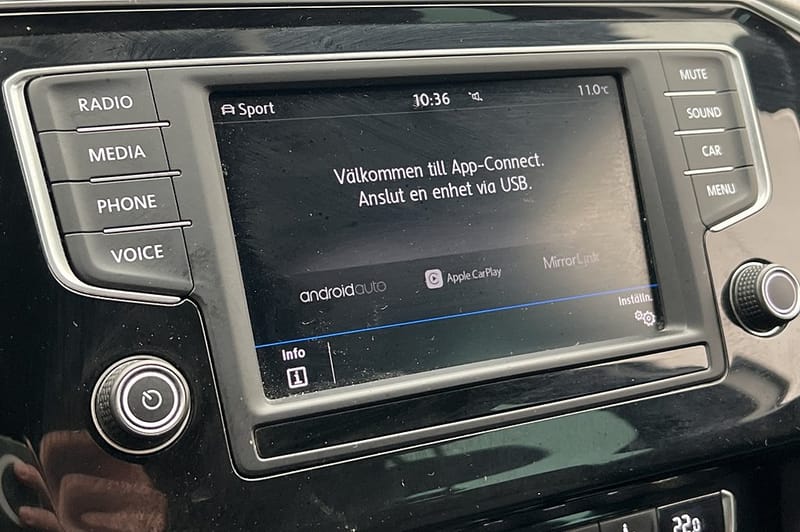 RADIO
MEDIA
PHONE
VOICE
Sport
10:36
11.0°C
Välkommen till App-Connect.
Anslut en enhet via USB.
androidauto
Apple CarPlay
MirrorLink
Info
i
Inställn.
MUTE
SOUND
CAR
MENU
22.0